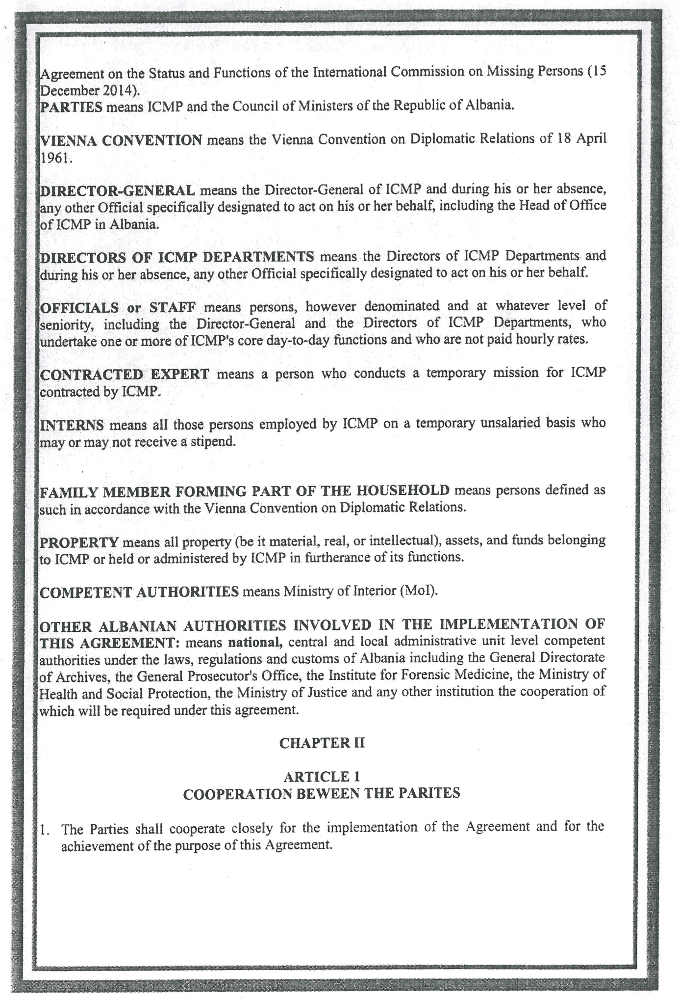 Agreement on the Status and Functions of the International Commission on Missing Persons (15
December 2014).
PARTIES means ICMP and the Council of Ministers of the Republic of Albania.
VIENNA CONVENTION means the Vienna Convention on Diplomatic Relations of 18 April
1961.
DIRECTOR-GENERAL means the Director-General of ICMP and during his or her absence,
any other Official specifically designated to act on his or her behalf, including the Head of Office
of ICMP in Albania.
DIRECTORS OF ICMP DEPARTMENTS means the Directors of ICMP Departments and
during his or her absence, any other Official specifically designated to act on his or her behalf.
OFFICIALS or STAFF means persons, however denominated and at whatever level of
seniority, including the Director-General and the Directors of ICMP Departments, who
undertake one or more of ICMP's core day-to-day functions and who are not paid hourly rates.
CONTRACTED EXPERT means a person who conducts a temporary mission for ICMP
contracted by ICMP.
INTERNS means all those persons employed by ICMP on a temporary unsalaried basis who
may or may not receive a stipend.
FAMILY MEMBER FORMING PART OF THE HOUSEHOLD means persons defined as
such in accordance with the Vienna Convention on Diplomatic Relations.
PROPERTY means all property (be it material, real, or intellectual), assets, and funds belonging
to ICMP or held or administered by ICMP in furtherance of its functions.
COMPETENT AUTHORITIES means Ministry of Interior (MoI).
OTHER ALBANIAN AUTHORITIES INVOLVED IN THE IMPLEMENTATION OF
THIS AGREEMENT: means national, central and local administrative unit level competent
authorities under the laws, regulations and customs of Albania including the General Directorate
of Archives, the General Prosecutor's Office, the Institute for Forensic Medicine, the Ministry of
Health and Social Protection, the Ministry of Justice and any other institution the cooperation of
which will be required under this agreement.
CHAPTER II
ARTICLE 1
COOPERATION BEWEEN THE PARITES
1. The Parties shall cooperate closely for the implementation of the Agreement and for the
achievement of the purpose of this Agreement.